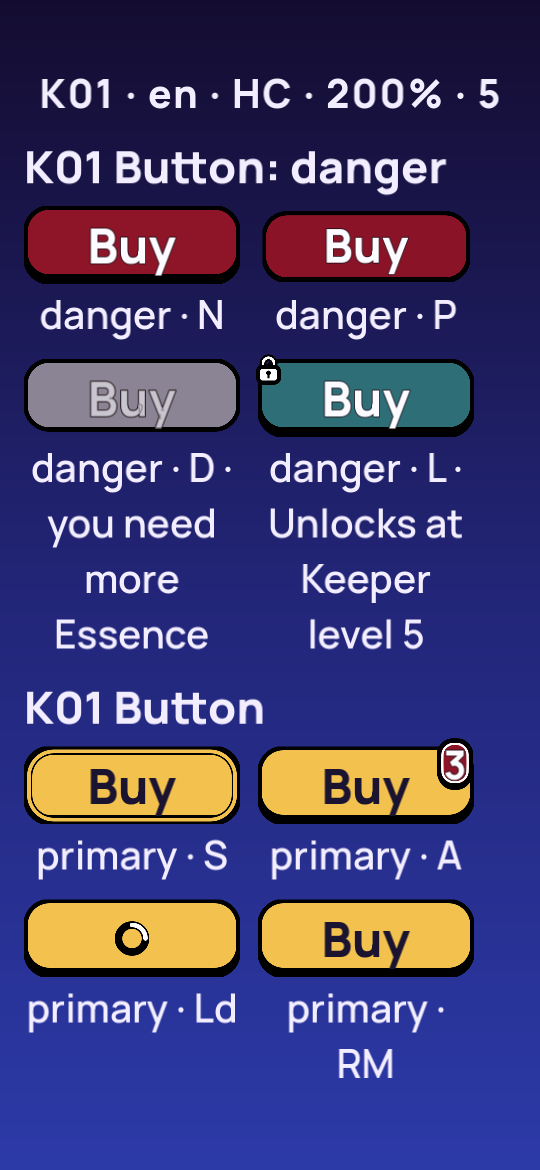 K01 · en · HC · 200% · 5
K01 Button: danger
Buy
Buy
danger · N
danger · P
Buy
Buy
danger · D ·
you need
more
Essence
danger · L ·
Unlocks at
Keeper
level 5
K01 Button
Buy
Buy
3
primary · S
primary · A
Buy
primary · Ld
primary ·
RM